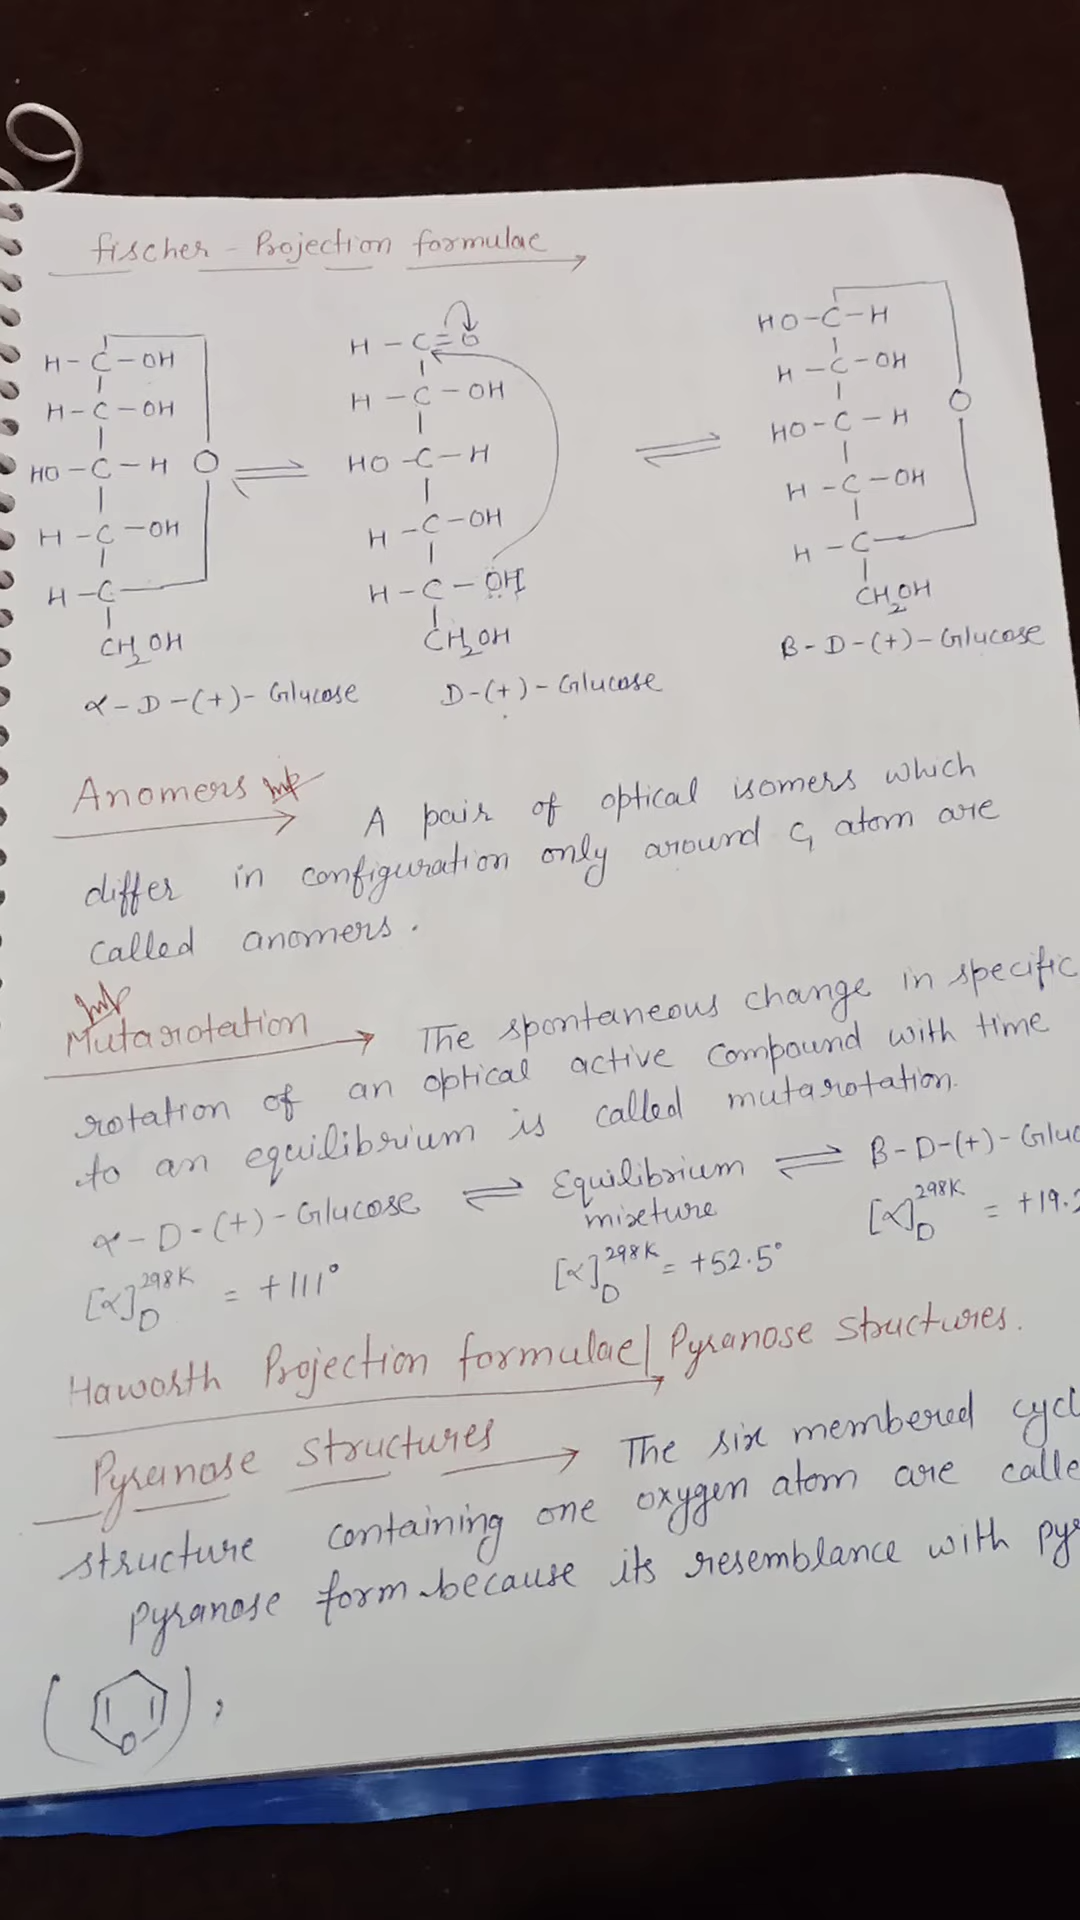 fischer - Projection formulae
H - C - OH
H - C - OH
HO - C - H
H - C - OH
H - C
CH2OH
O
α - D - (+) - Glucose
H - C = O
H - C - OH
HO - C - H
H - C - OH
H - C - OH
CH2OH
D - (+) - Glucose
HO - C - H
H - C - OH
HO - C - H
H - C - OH
H - C
CH2OH
O
B - D - (+) - Glucose
Anomers Imp
A pair of optical isomers which
differ in configuration only around C1 atom are
called anomers.
Imp
Mutarotation → The spontaneous change in specific
rotation of an optical active compound with time
to an equilibrium is called mutarotation.
α - D - (+) - Glucose ⇌ Equilibrium mixture ⇌ B - D - (+) - Gluc
[α]D 298K = +111° [α]D 298K = +52.5° [α]D 298K = +19.2
Haworth Projection formulae | Pyranose structures.
Pyranose structures → The six membered cycl
structure containing one oxygen atom are calle
pyranose form because its resemblance with pyr
( O ),